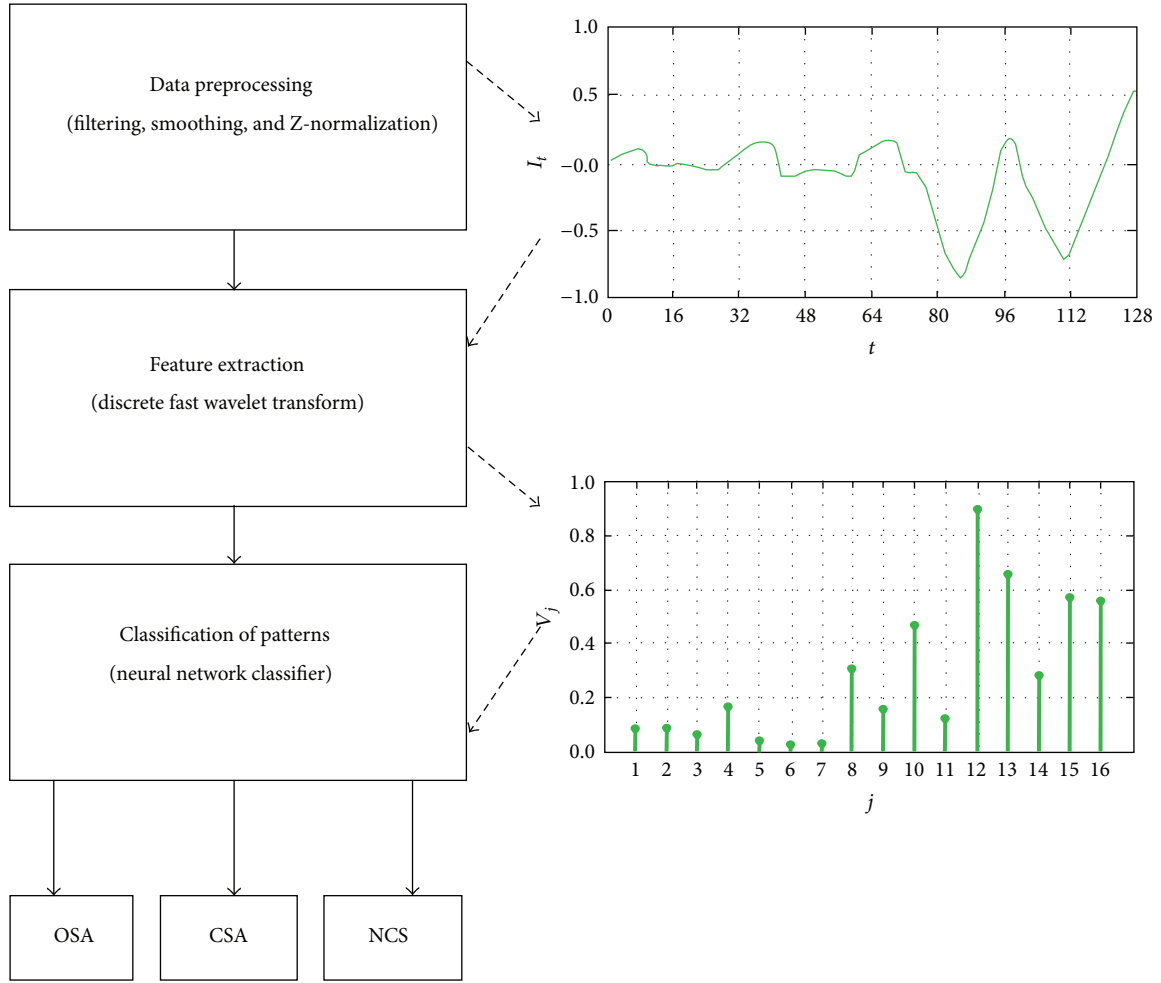 Data preprocessing
(filtering, smoothing, and Z-normalization)
Feature extraction
(discrete fast wavelet transform)
Classification of patterns
(neural network classifier)
OSA
CSA
NCS
1.0
0.5
−0.0
−0.5
−1.0
I_t
0 16 32 48 64 80 96 112 128
t
1.0
0.8
0.6
0.4
0.2
0.0
V_j
1 2 3 4 5 6 7 8 9 10 11 12 13 14 15 16
j